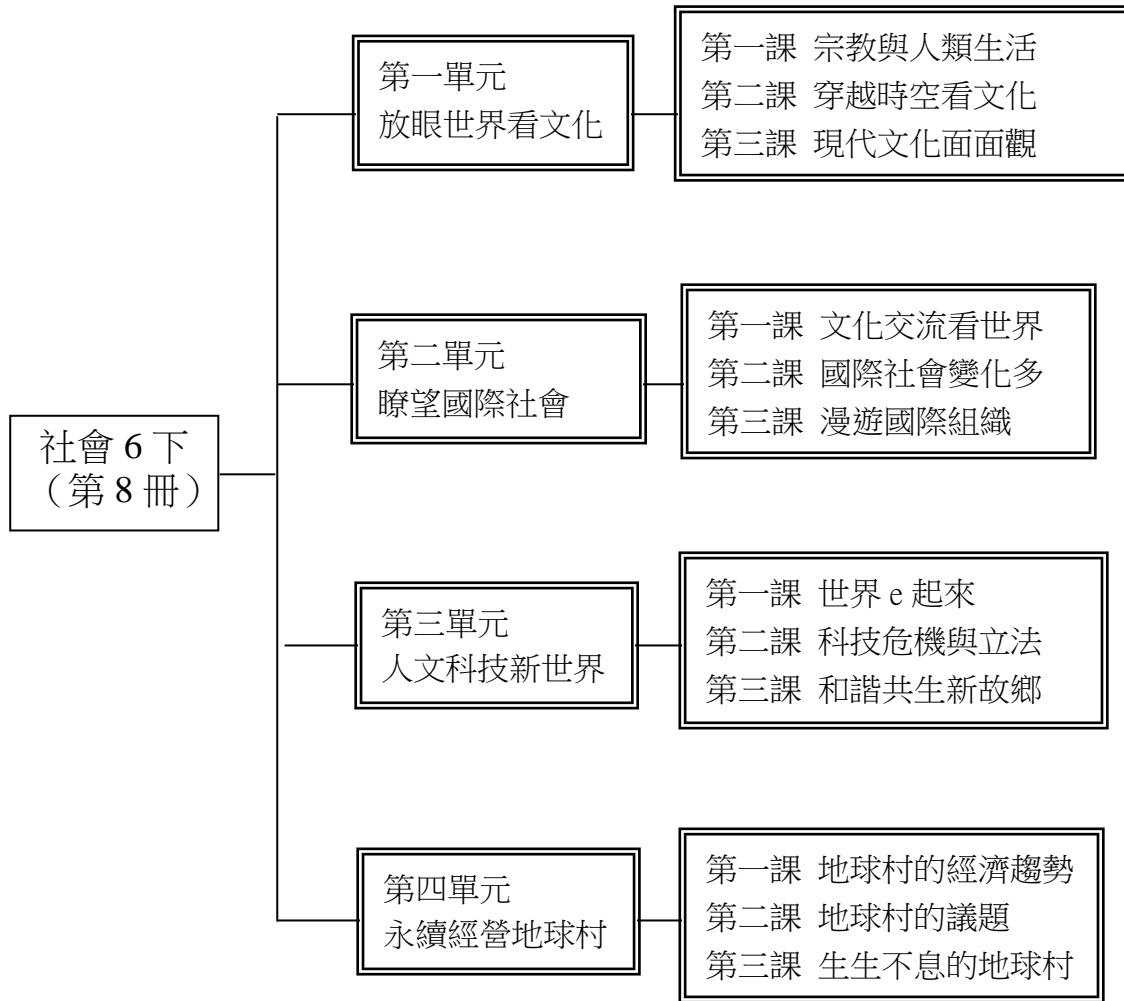 社會 6 下
（第 8 冊）
第一單元
放眼世界看文化
第一課 宗教與人類生活
第二課 穿越時空看文化
第三課 現代文化面面觀
第二單元
瞭望國際社會
第一課 文化交流看世界
第二課 國際社會變化多
第三課 漫遊國際組織
第三單元
人文科技新世界
第一課 世界 e 起來
第二課 科技危機與立法
第三課 和諧共生新故鄉
第四單元
永續經營地球村
第一課 地球村的經濟趨勢
第二課 地球村的議題
第三課 生生不息的地球村